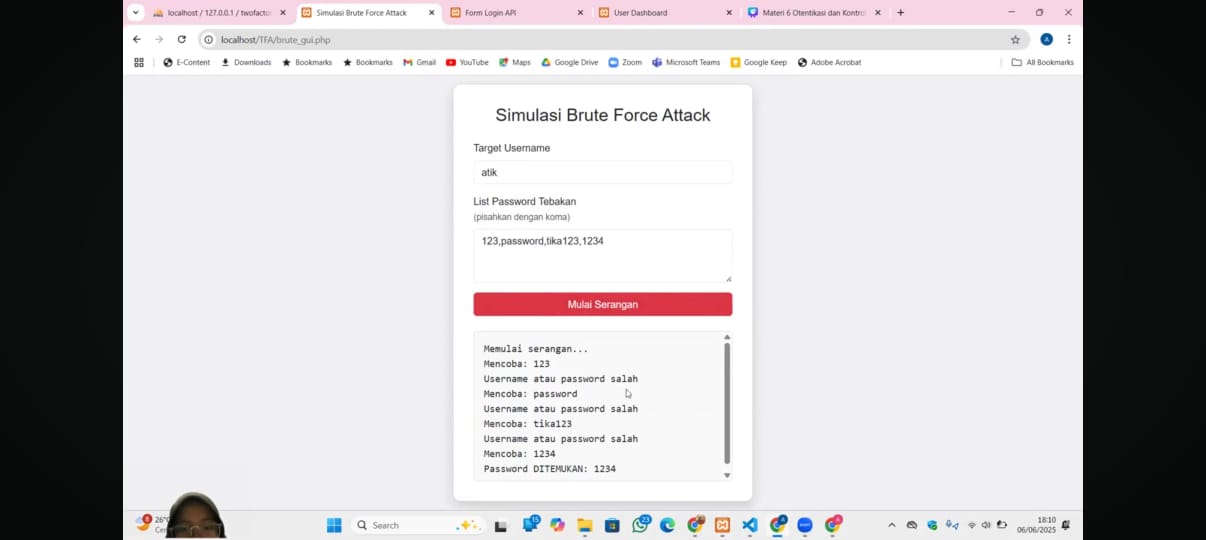 localhost / 127.0.0.1 / twofactor
Simulasi Brute Force Attack
Form Login API
User Dashboard
Materi 6 Otentikasi dan Kontrol
localhost/TFA/brute_gui.php
A
E-Content
Downloads
Bookmarks
Bookmarks
Gmail
YouTube
Maps
Google Drive
Zoom
Microsoft Teams
Google Keep
Adobe Acrobat
All Bookmarks
Simulasi Brute Force Attack
Target Username
atik
List Password Tebakan
(pisahkan dengan koma)
123,password,tika123,1234
Mulai Serangan
Memulai serangan...
Mencoba: 123
Username atau password salah
Mencoba: password
Username atau password salah
Mencoba: tika123
Username atau password salah
Mencoba: 1234
Password DITEMUKAN: 1234
26°
Search
15
23
18:10
06/06/2025